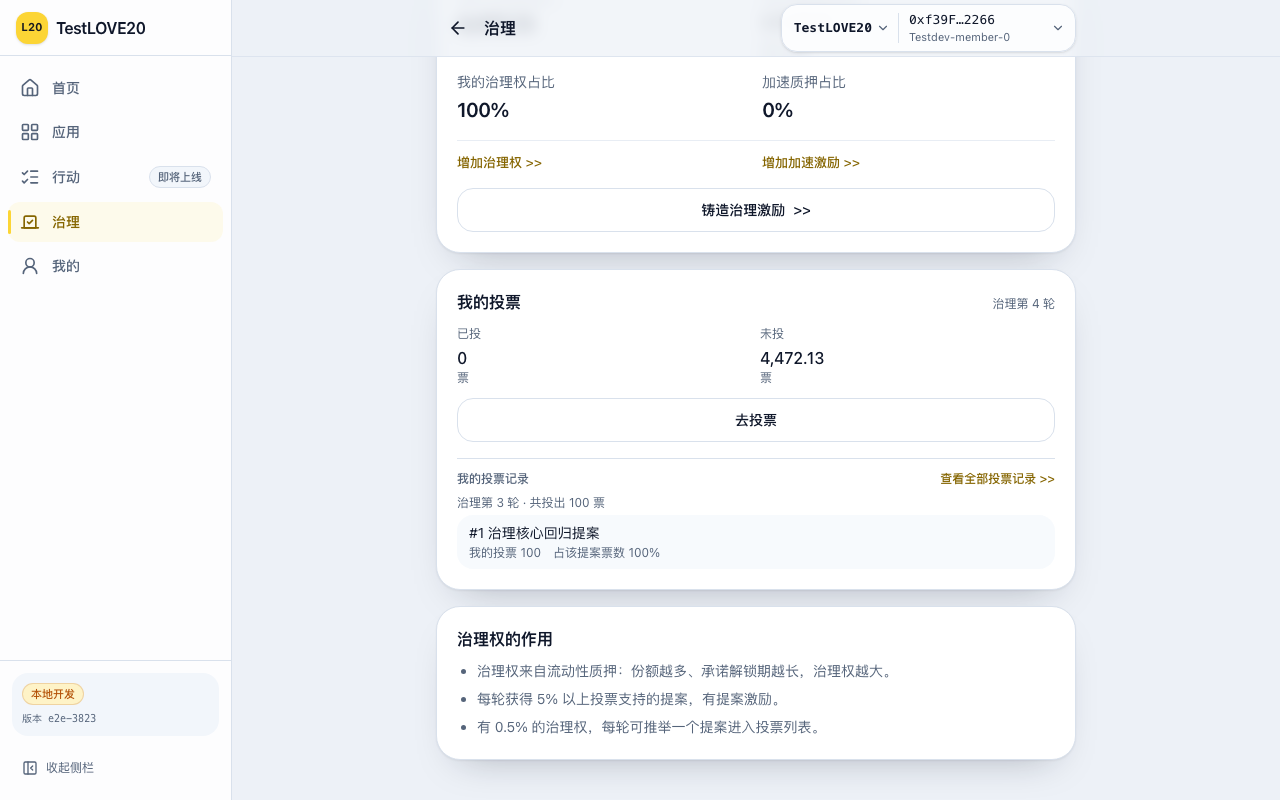 L20 TestLOVE20
首页
应用
行动 即将上线
治理
我的
本地开发
版本 e2e-3823
收起侧栏
治理
TestLOVE20
0xf39F…2266
Testdev-member-0
我的治理权占比 加速质押占比
100% 0%
增加治理权 >> 增加加速激励 >>
铸造治理激励 >>
我的投票 治理第 4 轮
已投 未投
0 4,472.13
票 票
去投票
我的投票记录 查看全部投票记录 >>
治理第 3 轮 · 共投出 100 票
#1 治理核心回归提案
我的投票 100 占该提案票数 100%
治理权的作用
• 治理权来自流动性质押：份额越多、承诺解锁期越长，治理权越大。
• 每轮获得 5% 以上投票支持的提案，有提案激励。
• 有 0.5% 的治理权，每轮可推举一个提案进入投票列表。